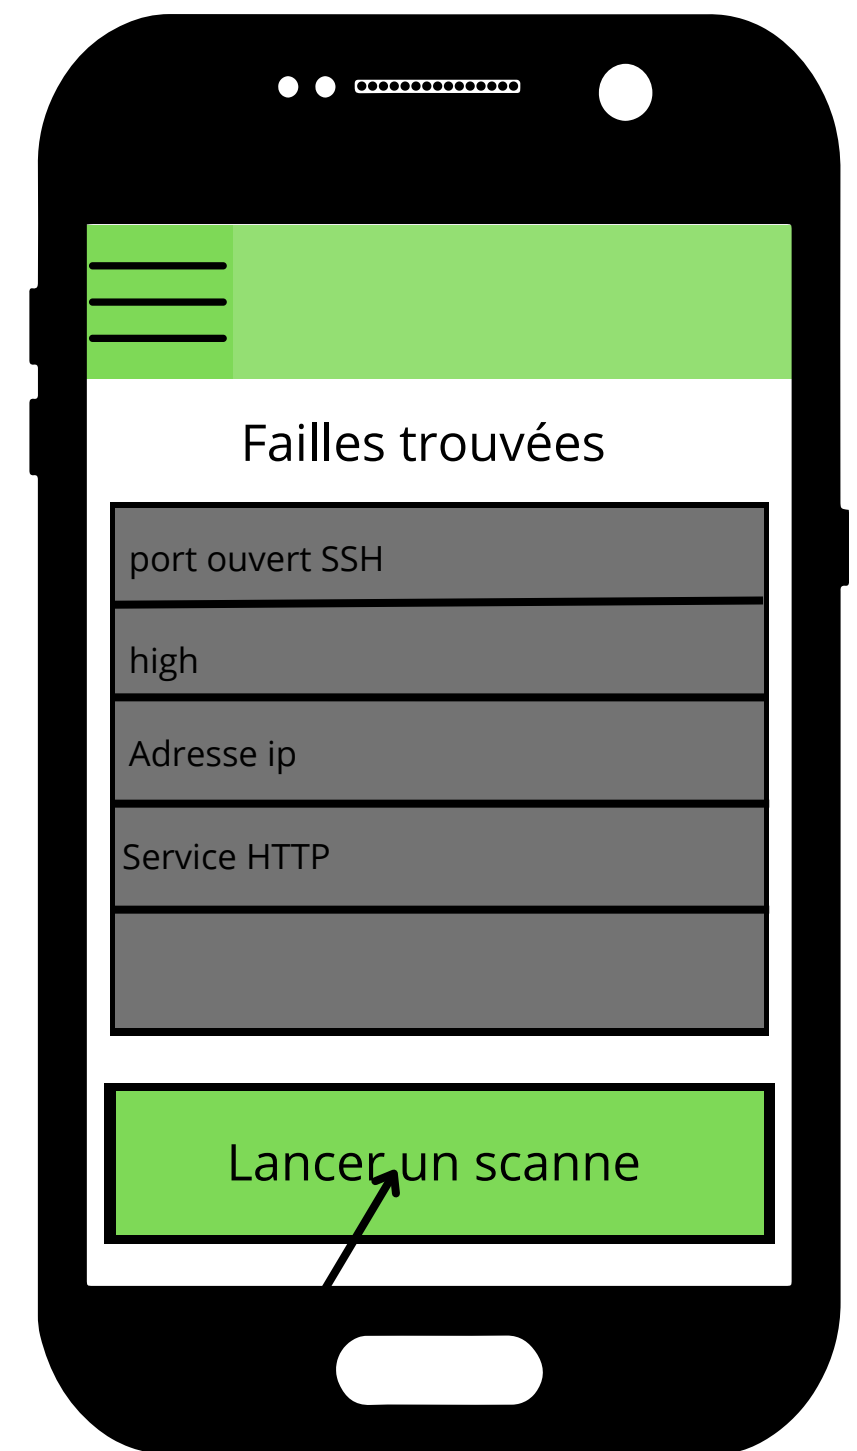 Failles trouvées
port ouvert SSH
high
Adresse ip
Service HTTP
Lancer un scanne